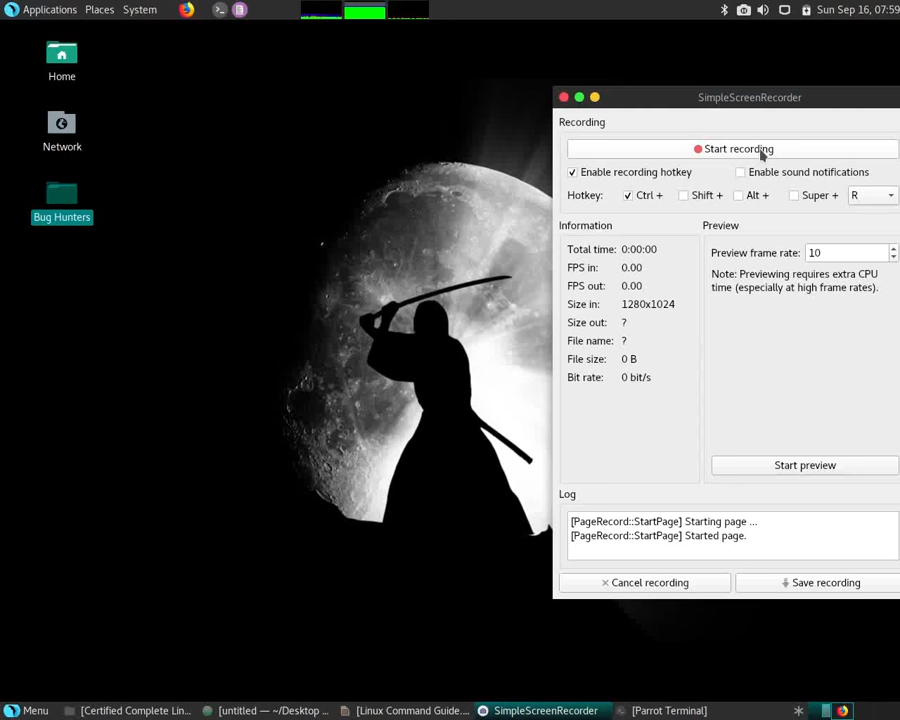 Applications Places System
Sun Sep 16, 07:59
Home
Network
Bug Hunters
SimpleScreenRecorder
Recording
Start recording
Enable recording hotkey
Enable sound notifications
Hotkey: Ctrl + Shift + Alt + Super + R
Information
Preview
Total time: 0:00:00
FPS in: 0.00
FPS out: 0.00
Size in: 1280x1024
Size out: ?
File name: ?
File size: 0 B
Bit rate: 0 bit/s
Preview frame rate: 10
Note: Previewing requires extra CPU
time (especially at high frame rates).
Start preview
Log
[PageRecord::StartPage] Starting page ...
[PageRecord::StartPage] Started page.
Cancel recording
Save recording
Menu [Certified Complete Lin... [untitled — ~/Desktop ... [Linux Command Guide.... SimpleScreenRecorder [Parrot Terminal]